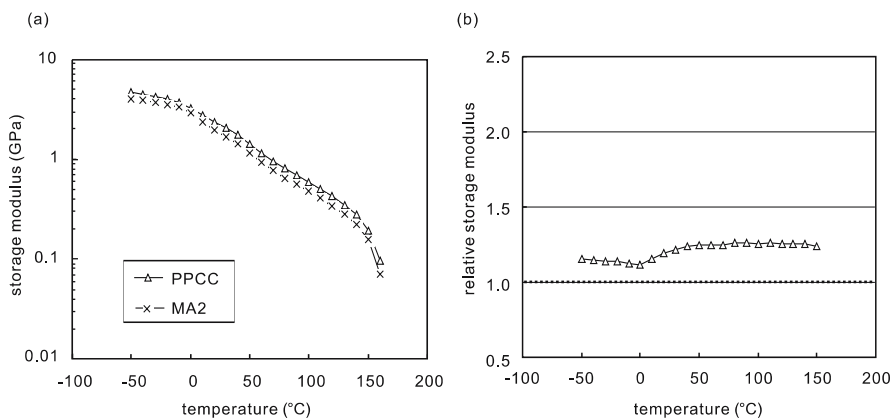 (a)
storage modulus (GPa)
10
1
0.1
0.01
PPCC
MA2
-100 -50 0 50 100 150 200
temperature (°C)
(b)
relative storage modulus
2.5
2.0
1.5
1.0
0.5
-100 -50 0 50 100 150 200
temperature (°C)